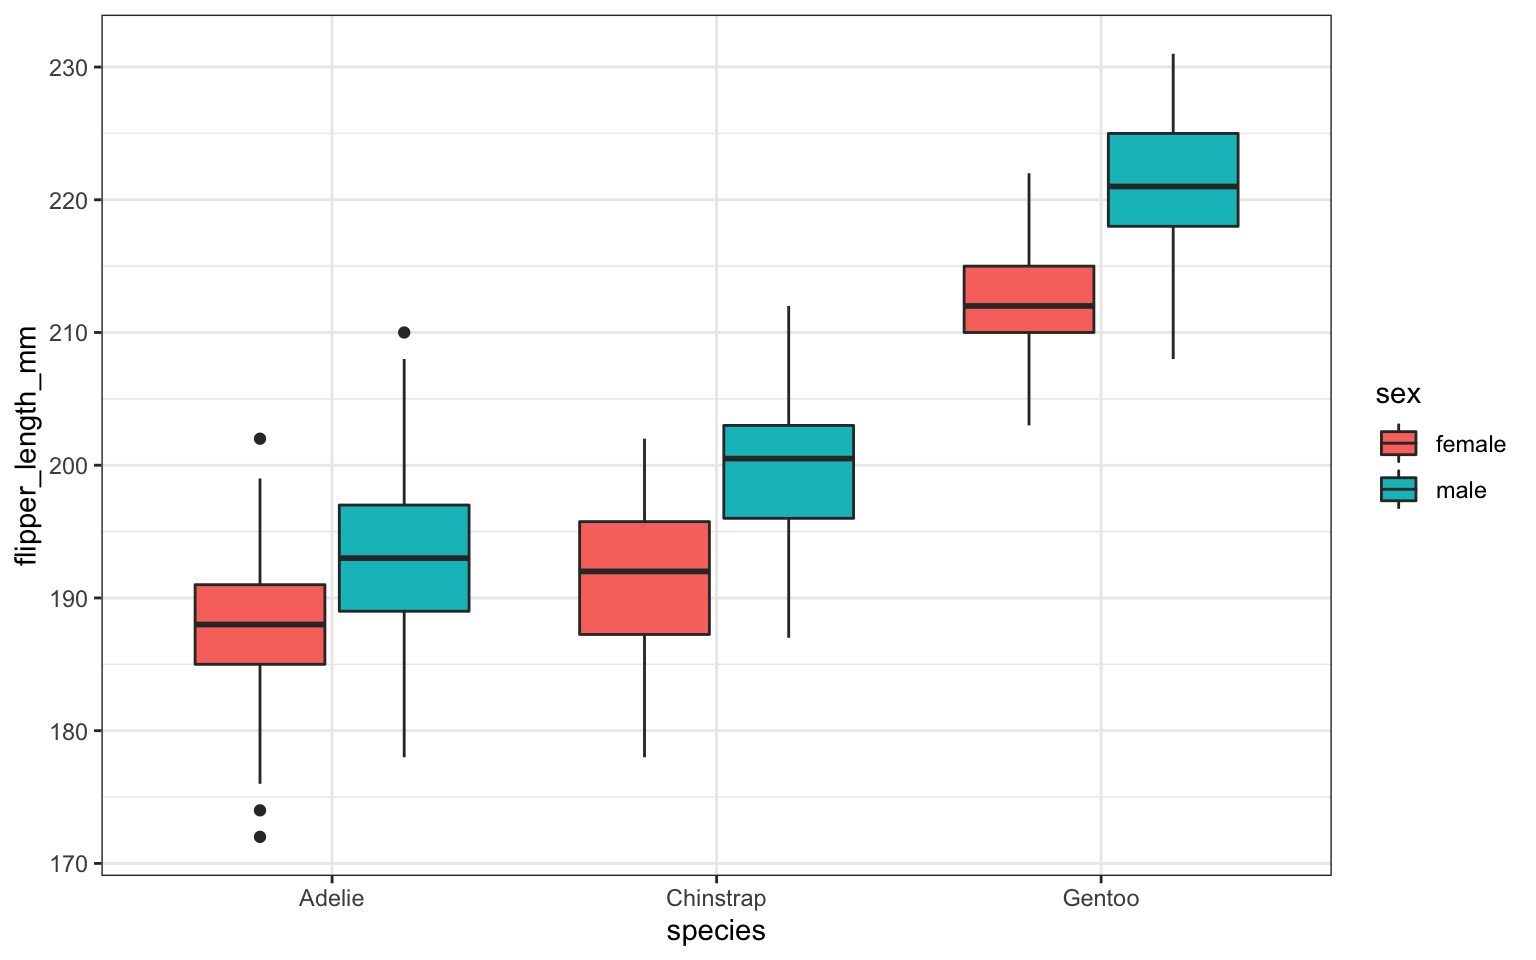 230
220
210
200
190
180
170
flipper_length_mm
Adelie
Chinstrap
Gentoo
species
sex
female
male